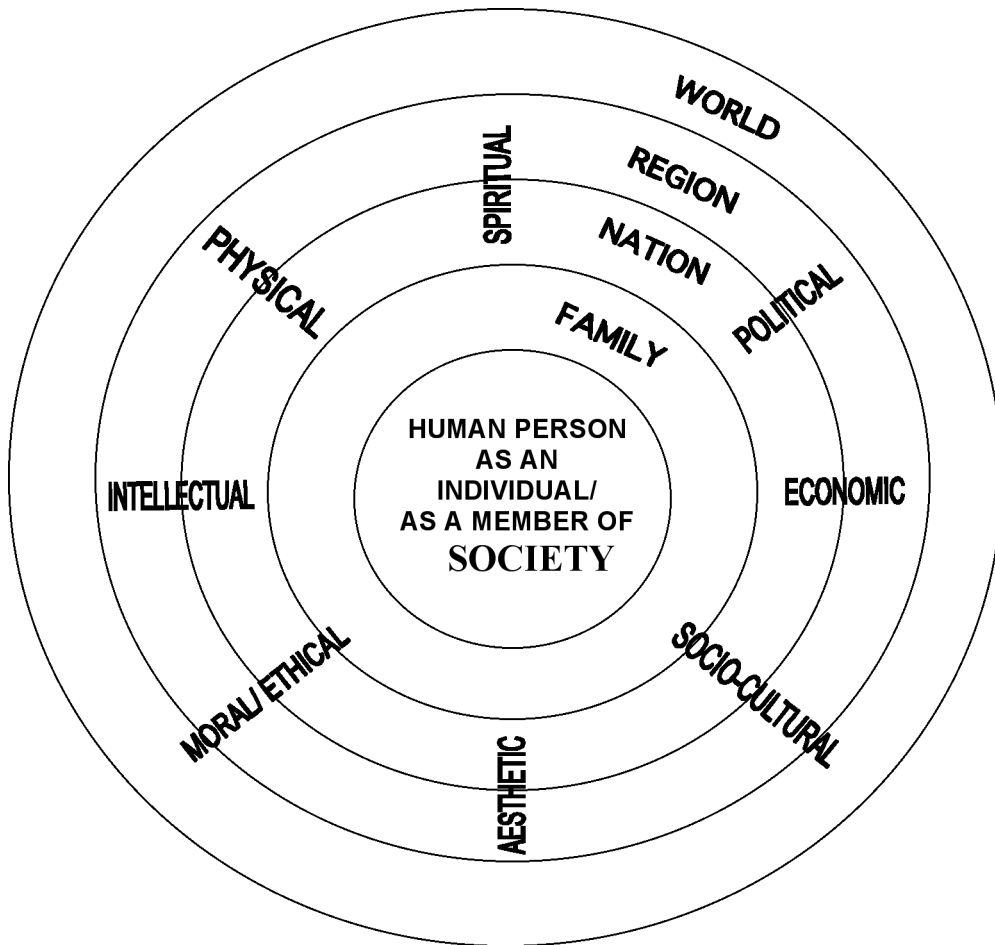 WORLD
REGION
NATION
FAMILY
SPIRITUAL
PHYSICAL
POLITICAL
HUMAN PERSON
AS AN
INDIVIDUAL/
AS A MEMBER OF
SOCIETY
INTELLECTUAL
ECONOMIC
MORAL/ ETHICAL
SOCIO-CULTURAL
AESTHETIC